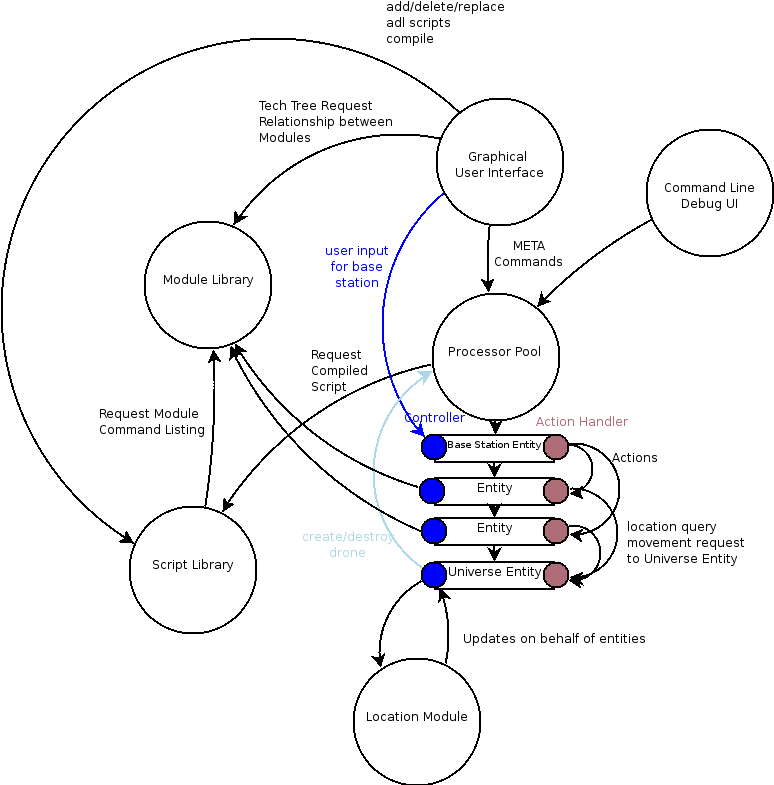 add/delete/replace
adl scripts
compile
Tech Tree Request
Relationship between
Modules
Graphical
User Interface
Command Line
Debug UI
user input
for base
station
META
Commands
Module Library
Processor Pool
Request
Compiled
Script
Request Module
Command Listing
Controller
Action Handler
Base Station Entity
Actions
Entity
Entity
location query
movement request
to Universe Entity
create/destroy
drone
Universe Entity
Script Library
Updates on behalf of entities
Location Module